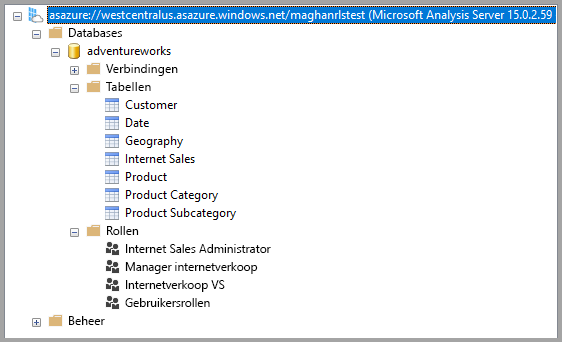 asazure://westcentralus.asazure.windows.net/maghanrlstest (Microsoft Analysis Server 15.0.2.59
Databases
adventureworks
Verbindingen
Tabellen
Customer
Date
Geography
Internet Sales
Product
Product Category
Product Subcategory
Rollen
Internet Sales Administrator
Manager internetverkoop
Internetverkoop VS
Gebruikersrollen
Beheer